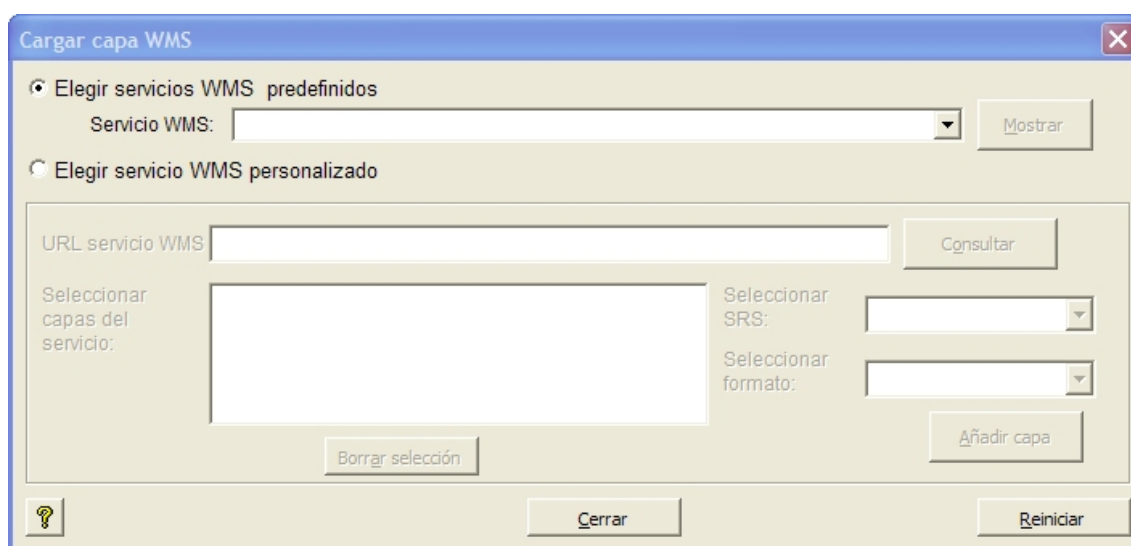 Cargar capa WMS
Elegir servicios WMS predefinidos
Servicio WMS:
Mostrar
Elegir servicio WMS personalizado
URL servicio WMS
Consultar
Seleccionar
capas del
servicio:
Seleccionar
SRS:
Seleccionar
formato:
Añadir capa
Borrar selección
?
Cerrar
Reiniciar